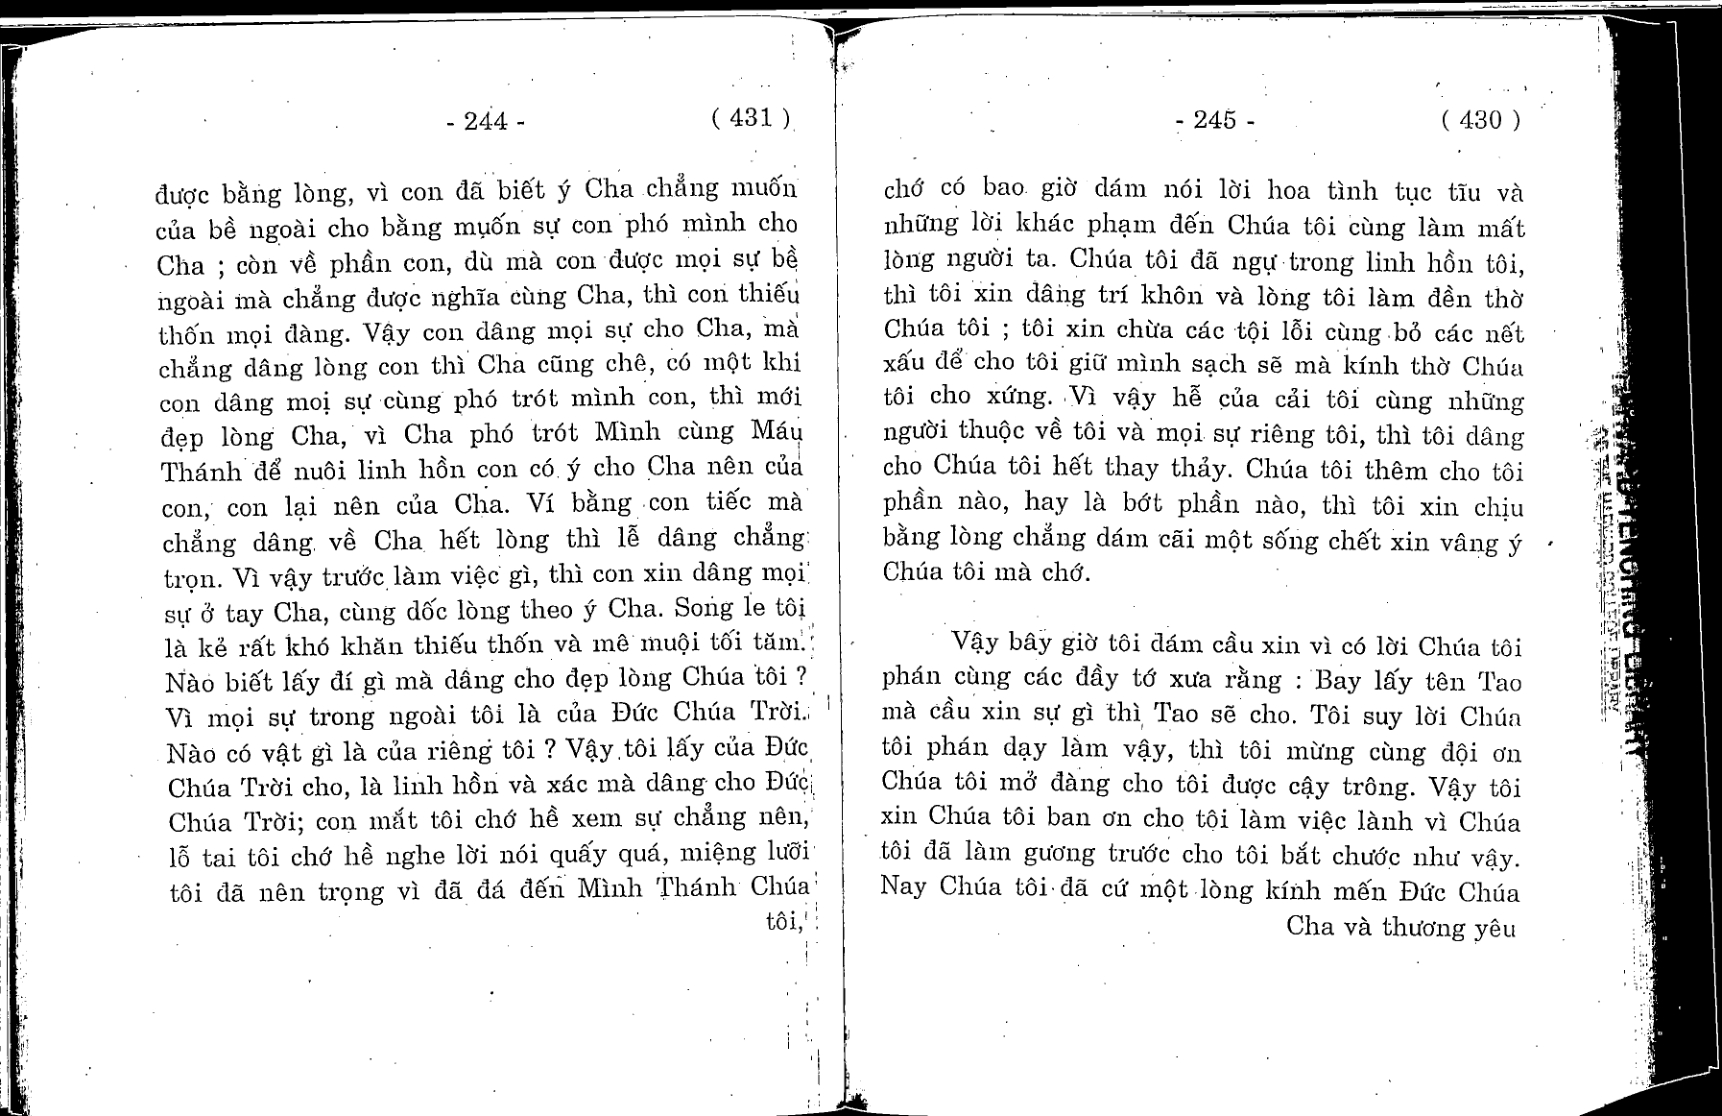 - 244 - ( 431 )
được bằng lòng, vì con đã biết ý Cha chẳng muốn
của bề ngoài cho bằng muốn sự con phó mình cho
Cha ; còn về phần con, dù mà con được mọi sự bề
ngoài mà chẳng được nghĩa cùng Cha, thì con thiếu
thốn mọi đàng. Vậy con dâng mọi sự cho Cha, mà
chẳng dâng lòng con thì Cha cũng chê, có một khi
con dâng mọi sự cùng phó trót mình con, thì mới
đẹp lòng Cha, vì Cha phó trót Mình cùng Máu
Thánh để nuôi linh hồn con có ý cho Cha nên của
con, con lại nên của Cha. Ví bằng con tiếc mà
chẳng dâng về Cha hết lòng thì lễ dâng chẳng
trọn. Vì vậy trước làm việc gì, thì con xin dâng mọi
sự ở tay Cha, cùng dốc lòng theo ý Cha. Song le tôi
là kẻ rất khó khăn thiếu thốn và mê muội tối tăm.
Nào biết lấy đí gì mà dâng cho đẹp lòng Chúa tôi ?
Vì mọi sự trong ngoài tôi là của Đức Chúa Trời.
Nào có vật gì là của riêng tôi ? Vậy tôi lấy của Đức
Chúa Trời cho, là linh hồn và xác mà dâng cho Đức
Chúa Trời; con mắt tôi chớ hề xem sự chẳng nên,
lỗ tai tôi chớ hề nghe lời nói quấy quá, miệng lưỡi
tôi đã nên trọng vì đã đá đến Mình Thánh Chúa
tôi,
- 245 - ( 430 )
chớ có bao giờ dám nói lời hoa tình tục tĩu và
những lời khác phạm đến Chúa tôi cùng làm mất
lòng người ta. Chúa tôi đã ngự trong linh hồn tôi,
thì tôi xin dâng trí khôn và lòng tôi làm đền thờ
Chúa tôi ; tôi xin chừa các tội lỗi cùng bỏ các nết
xấu để cho tôi giữ mình sạch sẽ mà kính thờ Chúa
tôi cho xứng. Vì vậy hễ của cải tôi cùng những
người thuộc về tôi và mọi sự riêng tôi, thì tôi dâng
cho Chúa tôi hết thay thảy. Chúa tôi thêm cho tôi
phần nào, hay là bớt phần nào, thì tôi xin chịu
bằng lòng chẳng dám cãi một sống chết xin vâng ý
Chúa tôi mà chớ.
Vậy bây giờ tôi dám cầu xin vì có lời Chúa tôi
phán cùng các đầy tớ xưa rằng : Bay lấy tên Tao
mà cầu xin sự gì thì Tao sẽ cho. Tôi suy lời Chúa
tôi phán dạy làm vậy, thì tôi mừng cùng đội ơn
Chúa tôi mở đàng cho tôi được cậy trông. Vậy tôi
xin Chúa tôi ban ơn cho tôi làm việc lành vì Chúa
tôi đã làm gương trước cho tôi bắt chước như vậy.
Nay Chúa tôi đã cứ một lòng kính mến Đức Chúa
Cha và thương yêu